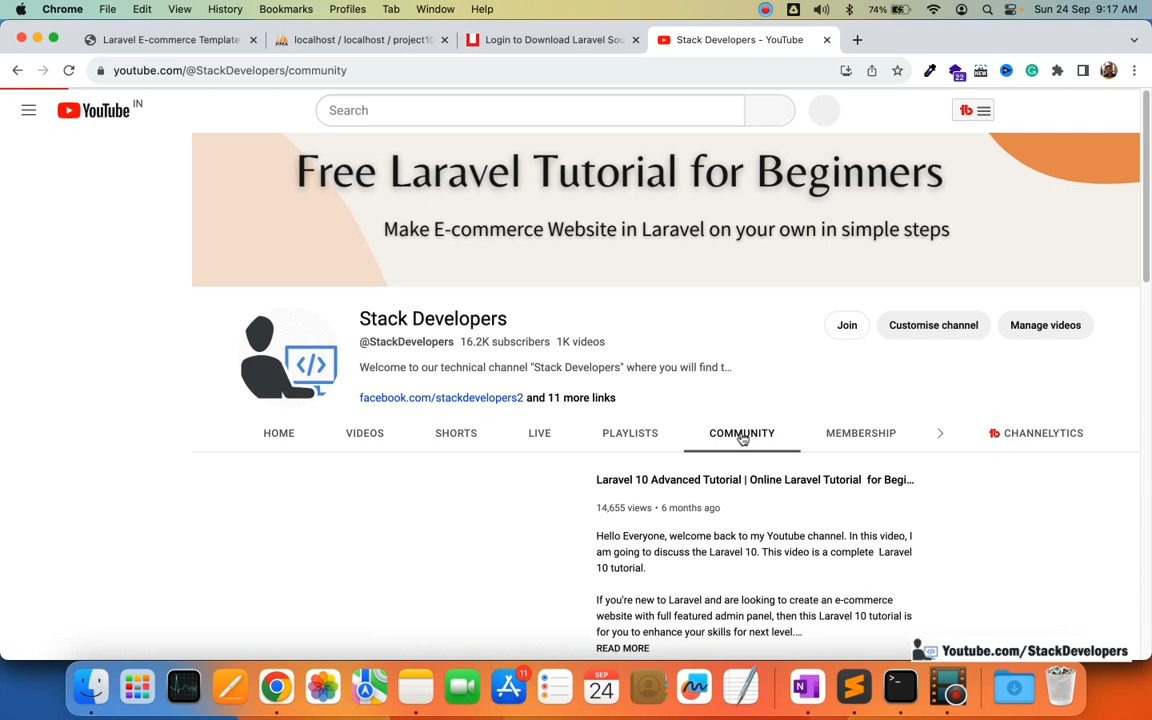 Chrome File Edit View History Bookmarks Profiles Tab Window Help 74% Sun 24 Sep 9:17 AM
Laravel E-commerce Template localhost / localhost / project10 Login to Download Laravel Sou Stack Developers - YouTube
youtube.com/@StackDevelopers/community
22
NEW
YouTube IN Search
Free Laravel Tutorial for Beginners
Make E-commerce Website in Laravel on your own in simple steps
Stack Developers
Join Customise channel Manage videos
@StackDevelopers 16.2K subscribers 1K videos
Welcome to our technical channel "Stack Developers" where you will find t...
facebook.com/stackdevelopers2 and 11 more links
HOME VIDEOS SHORTS LIVE PLAYLISTS COMMUNITY MEMBERSHIP CHANNELYTICS
Laravel 10 Advanced Tutorial | Online Laravel Tutorial for Begi...
14,655 views • 6 months ago
Hello Everyone, welcome back to my Youtube channel. In this video, I
am going to discuss the Laravel 10. This video is a complete Laravel
10 tutorial.
If you're new to Laravel and are looking to create an e-commerce
website with full featured admin panel, then this Laravel 10 tutorial is
for you to enhance your skills for next level....
READ MORE
Youtube.com/StackDevelopers
11
SEP
24